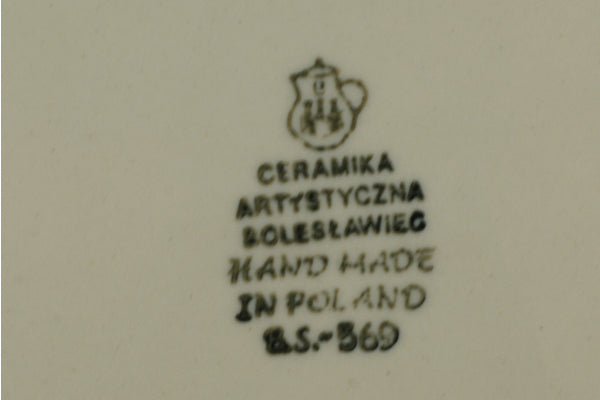 CERAMIKA
ARTYSTYCZNA
BOLESŁAWIEC
HAND MADE
IN POLAND
B.S.-369